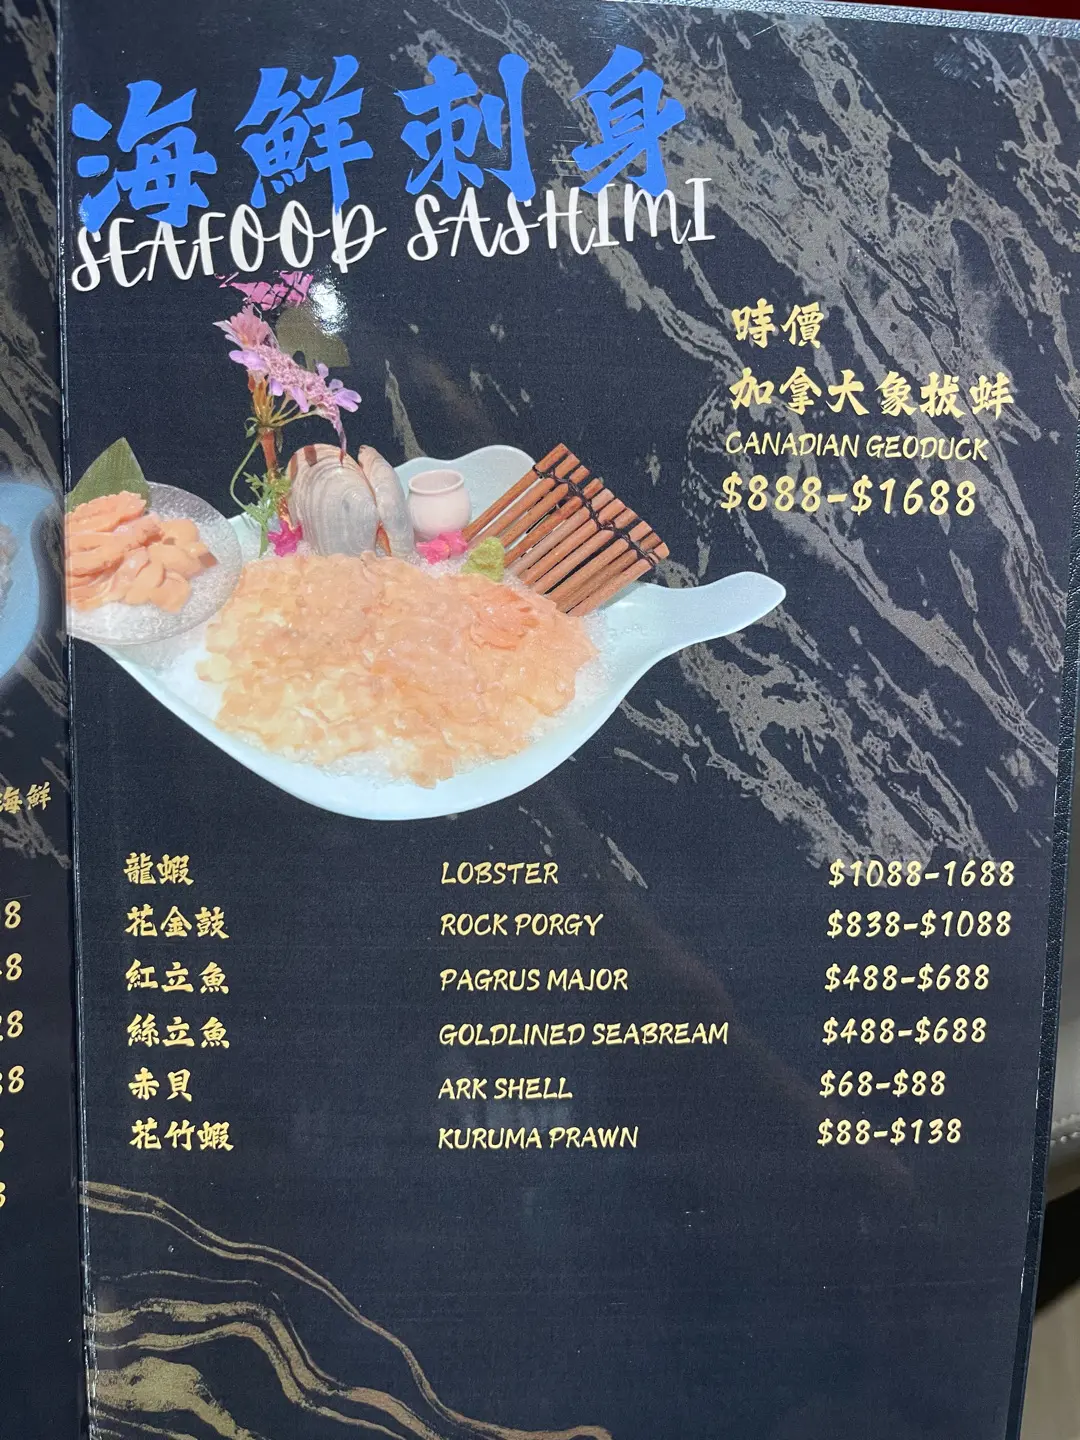 海鮮刺身
SEAFOOD SASHIMI
時價
加拿大象拔蚌
CANADIAN GEODUCK
$888-$1688
海鮮
龍蝦 LOBSTER $1088-1688
花金鼓 ROCK PORGY $838-$1088
紅立魚 PAGRUS MAJOR $488-$688
絲立魚 GOLDLINED SEABREAM $488-$688
赤貝 ARK SHELL $68-$88
花竹蝦 KURUMA PRAWN $88-$138